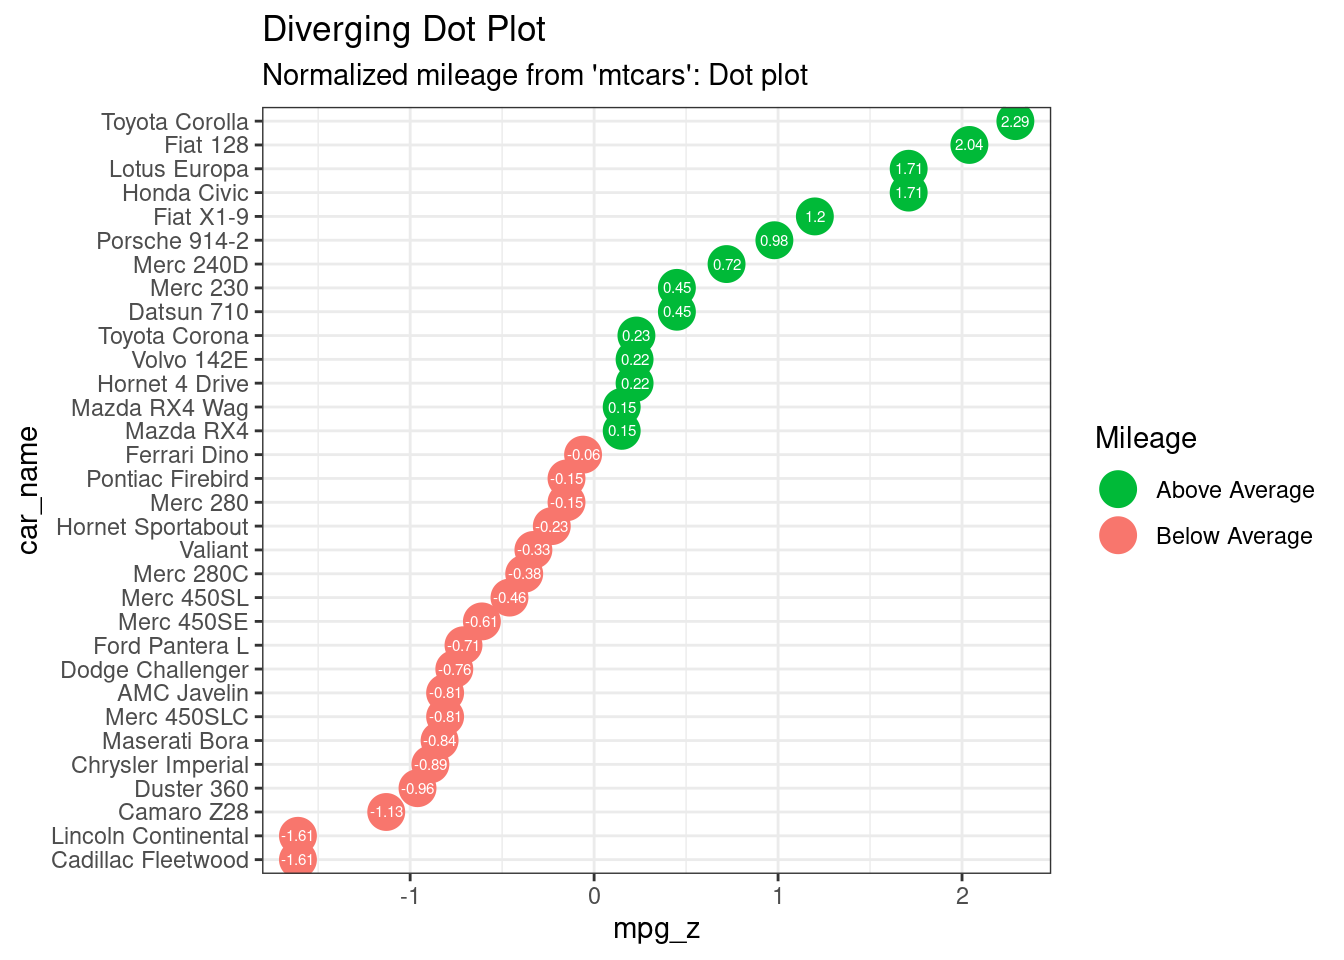 Diverging Dot Plot
Normalized mileage from 'mtcars': Dot plot
Toyota Corolla 2.29
Fiat 128 2.04
Lotus Europa 1.71
Honda Civic 1.71
Fiat X1-9 1.2
Porsche 914-2 0.98
Merc 240D 0.72
Merc 230 0.45
Datsun 710 0.45
Toyota Corona 0.23
Volvo 142E 0.22
Hornet 4 Drive 0.22
Mazda RX4 Wag 0.15
Mazda RX4 0.15
Ferrari Dino -0.06
Pontiac Firebird -0.15
Merc 280 -0.15
Hornet Sportabout -0.23
Valiant -0.33
Merc 280C -0.38
Merc 450SL -0.46
Merc 450SE -0.61
Ford Pantera L -0.71
Dodge Challenger -0.76
AMC Javelin -0.81
Merc 450SLC -0.81
Maserati Bora -0.84
Chrysler Imperial -0.89
Duster 360 -0.96
Camaro Z28 -1.13
Lincoln Continental -1.61
Cadillac Fleetwood -1.61
-1 0 1 2
mpg_z
car_name
Mileage
Above Average
Below Average